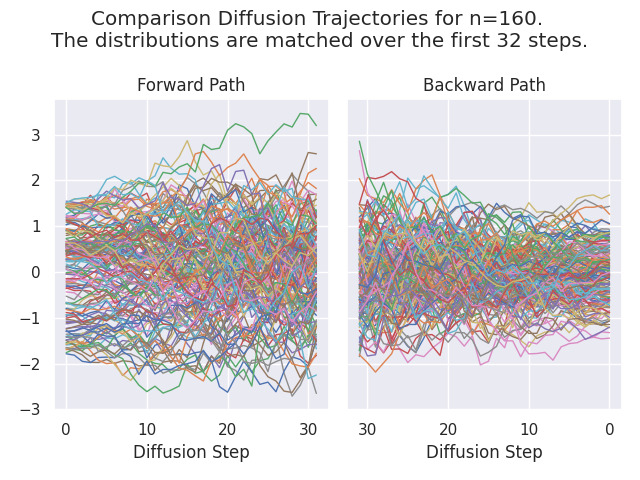 Comparison Diffusion Trajectories for n=160.
The distributions are matched over the first 32 steps.
Forward Path
Backward Path
3
2
1
0
−1
−2
−3
0 10 20 30
30 20 10 0
Diffusion Step
Diffusion Step